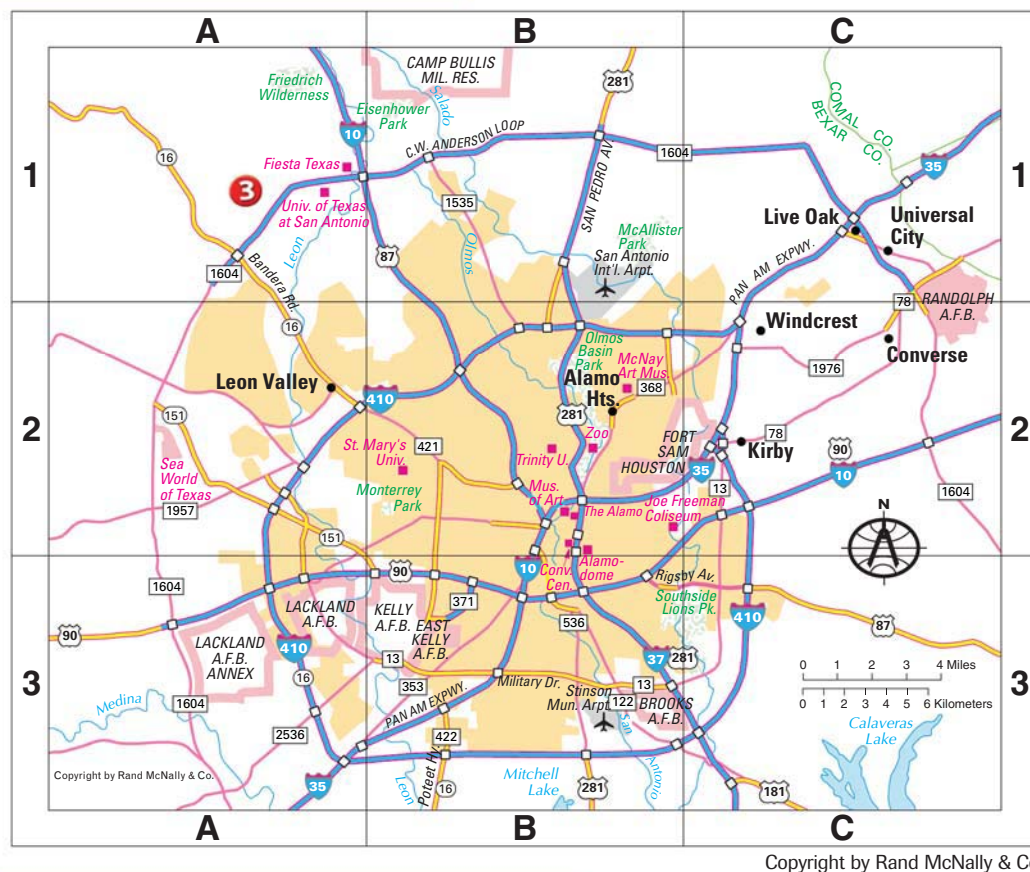 A
B
C
1
2
3
1
2
3
CAMP BULLIS
MIL. RES.
281
Friedrich
Wilderness
Eisenhower
Park
Salado
COMAL CO.
BEXAR CO.
10
16
C.W. ANDERSON LOOP
SAN PEDRO AV.
1604
35
Fiesta Texas
3
Univ. of Texas
at San Antonio
1535
Live Oak
Universal
City
McAllister
Park
Leon
Olmos
87
San Antonio
Int'l. Arpt.
PAN AM EXPWY.
1604
Bandera Rd.
78
RANDOLPH
A.F.B.
16
Windcrest
Olmos
Basin
Park
McNay
Art Mus.
Converse
1976
Leon Valley
410
Alamo
Hts.
368
151
281
421
Zoo
FORT
SAM
HOUSTON
78
90
St. Mary's
Univ.
Trinity U.
Kirby
35
10
Sea
World
of Texas
Monterrey
Park
Mus.
of Art
The Alamo
Joe Freeman
Coliseum
13
1604
1957
N
151
10
Conv.
Cen.
Alamo-
dome
90
Rigsby Av.
1604
LACKLAND
A.F.B.
KELLY
A.F.B.
371
Southside
Lions Pk.
410
536
EAST
KELLY
A.F.B.
90
87
LACKLAND
A.F.B.
ANNEX
410
13
37
281
0 1 2 3 4 Miles
16
353
Military Dr.
13
0 1 2 3 4 5 6 Kilometers
Stinson
Mun. Arpt.
122
BROOKS
A.F.B.
Medina
1604
PAN AM EXPWY.
San
Antonio
Calaveras
Lake
2536
422
Copyright by Rand McNally & Co.
35
Leon
Poteet Hy.
16
Mitchell
Lake
281
181
A
B
C
Copyright by Rand McNally & Co